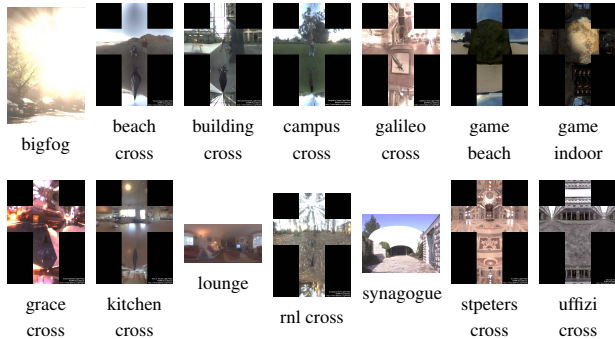 bigfog
beach
cross
building
cross
campus
cross
galileo
cross
game
beach
game
indoor
grace
cross
kitchen
cross
lounge
rnl cross
synagogue
stpeters
cross
uffizi
cross